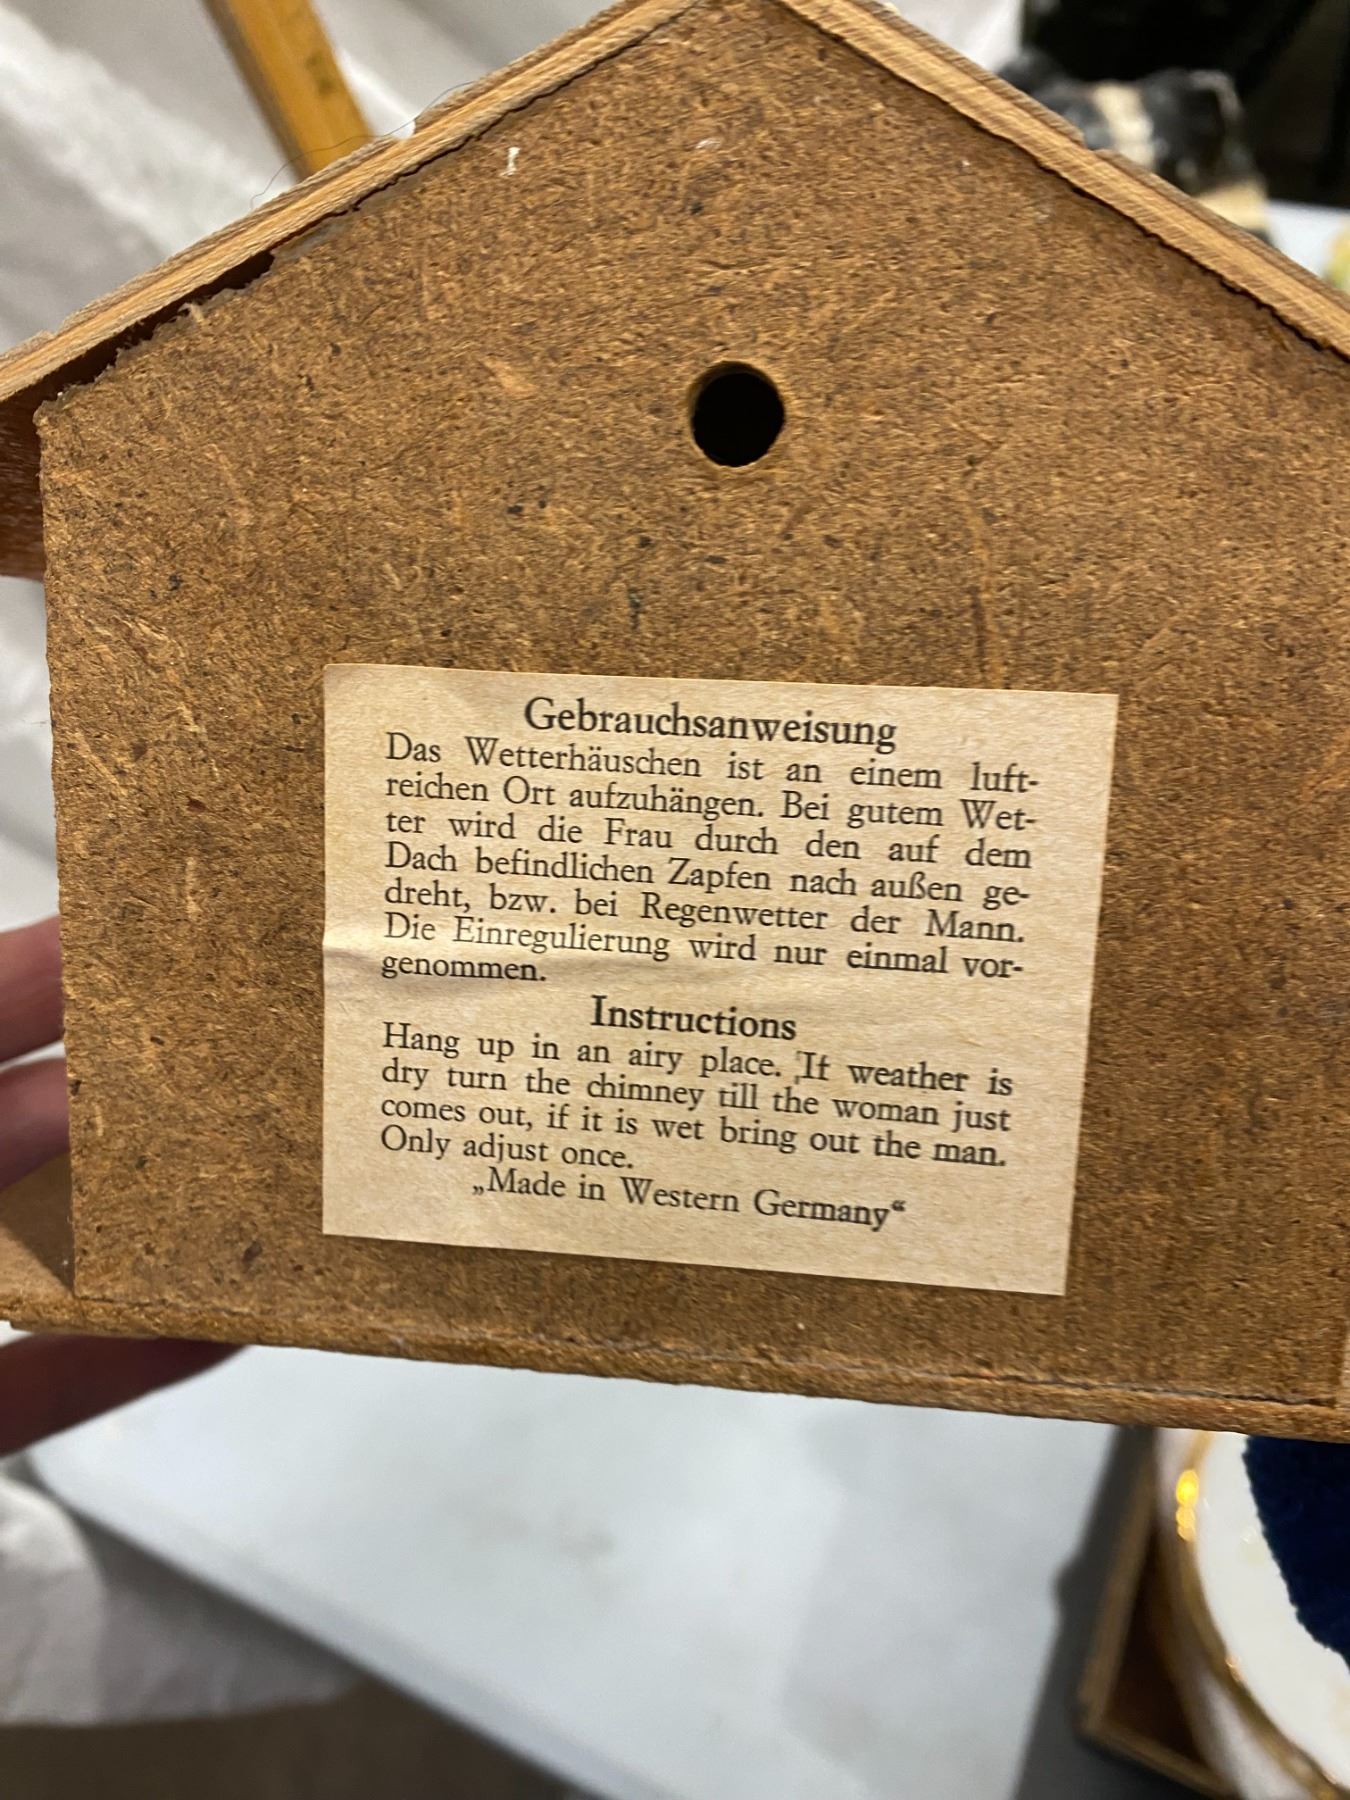 Gebrauchsanweisung
Das Wetterhäuschen ist an einem luft-
reichen Ort aufzuhängen. Bei gutem Wet-
ter wird die Frau durch den auf dem
Dach befindlichen Zapfen nach außen ge-
dreht, bzw. bei Regenwetter der Mann.
Die Einregulierung wird nur einmal vor-
genommen.
Instructions
Hang up in an airy place. If weather is
dry turn the chimney till the woman just
comes out, if it is wet bring out the man.
Only adjust once.
„Made in Western Germany“